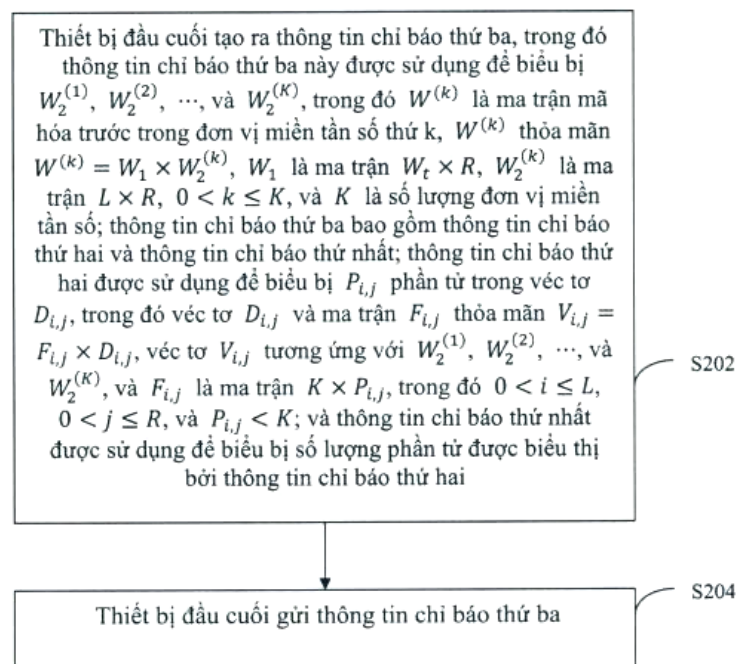 Thiết bị đầu cuối tạo ra thông tin chỉ báo thứ ba, trong đó
thông tin chỉ báo thứ ba này được sử dụng để biểu bị
$W_2^{(1)}$, $W_2^{(2)}$, ⋯, và $W_2^{(K)}$, trong đó $W^{(k)}$ là ma trận mã
hóa trước trong đơn vị miền tần số thứ k, $W^{(k)}$ thỏa mãn
$W^{(k)} = W_1 × W_2^{(k)}$, $W_1$ là ma trận $W_t × R$, $W_2^{(k)}$ là ma
trận $L × R$, $0 < k ≤ K$, và $K$ là số lượng đơn vị miền
tần số; thông tin chỉ báo thứ ba bao gồm thông tin chỉ báo
thứ hai và thông tin chỉ báo thứ nhất; thông tin chỉ báo thứ
hai được sử dụng để biểu bị $P_{i,j}$ phần tử trong véc tơ
$D_{i,j}$, trong đó véc tơ $D_{i,j}$ và ma trận $F_{i,j}$ thỏa mãn $V_{i,j} =$
$F_{i,j} × D_{i,j}$, véc tơ $V_{i,j}$ tương ứng với $W_2^{(1)}$, $W_2^{(2)}$, ⋯, và
$W_2^{(K)}$, và $F_{i,j}$ là ma trận $K × P_{i,j}$, trong đó $0 < i ≤ L$,
$0 < j ≤ R$, và $P_{i,j} < K$; và thông tin chỉ báo thứ nhất
được sử dụng để biểu bị số lượng phần tử được biểu thị
bởi thông tin chỉ báo thứ hai
S202
Thiết bị đầu cuối gửi thông tin chỉ báo thứ ba
S204